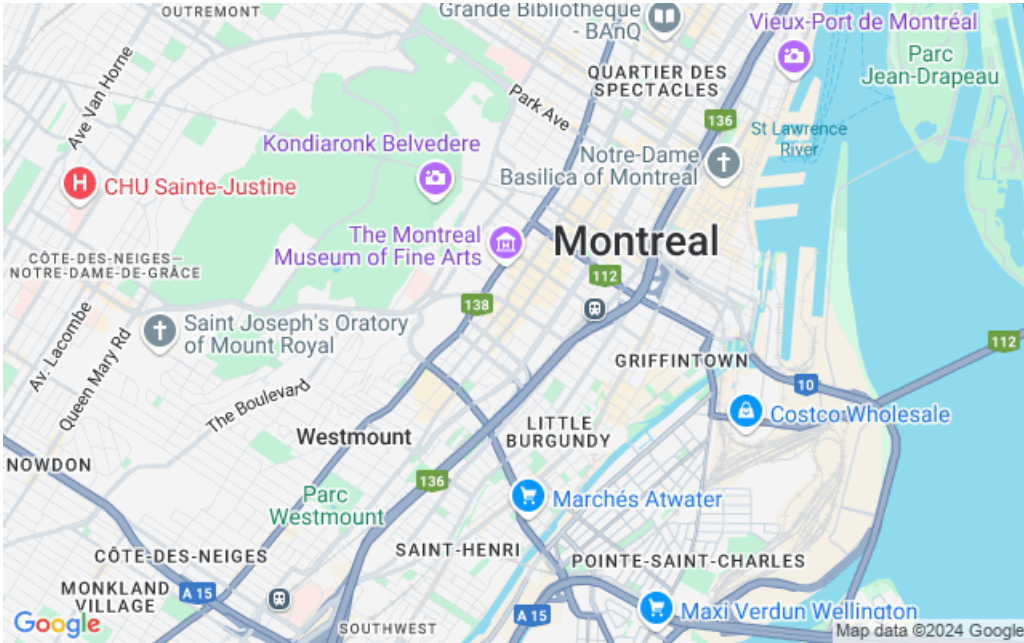 OUTREMONT
Grande Bibliothèque
- BAnQ
Vieux-Port de Montréal
Parc
Jean-Drapeau
Ave Van Horne
QUARTIER DES
SPECTACLES
Park Ave
136
St Lawrence
River
Kondiaronk Belvedere
Notre-Dame
Basilica of Montreal
H
CHU Sainte-Justine
The Montreal
Museum of Fine Arts
Montreal
CÔTE-DES-NEIGES—
NOTRE-DAME-DE-GRÂCE
112
138
Saint Joseph's Oratory
of Mount Royal
Av. Lacombe
Queen Mary Rd
112
GRIFFINTOWN
The Boulevard
10
Costco Wholesale
Westmount
LITTLE
BURGUNDY
NOWDON
136
Parc
Westmount
Marchés Atwater
CÔTE-DES-NEIGES
SAINT-HENRI
POINTE-SAINT-CHARLES
MONKLAND
VILLAGE
A 15
A 15
Maxi Verdun Wellington
Google
SOUTHWEST
Map data ©2024 Google